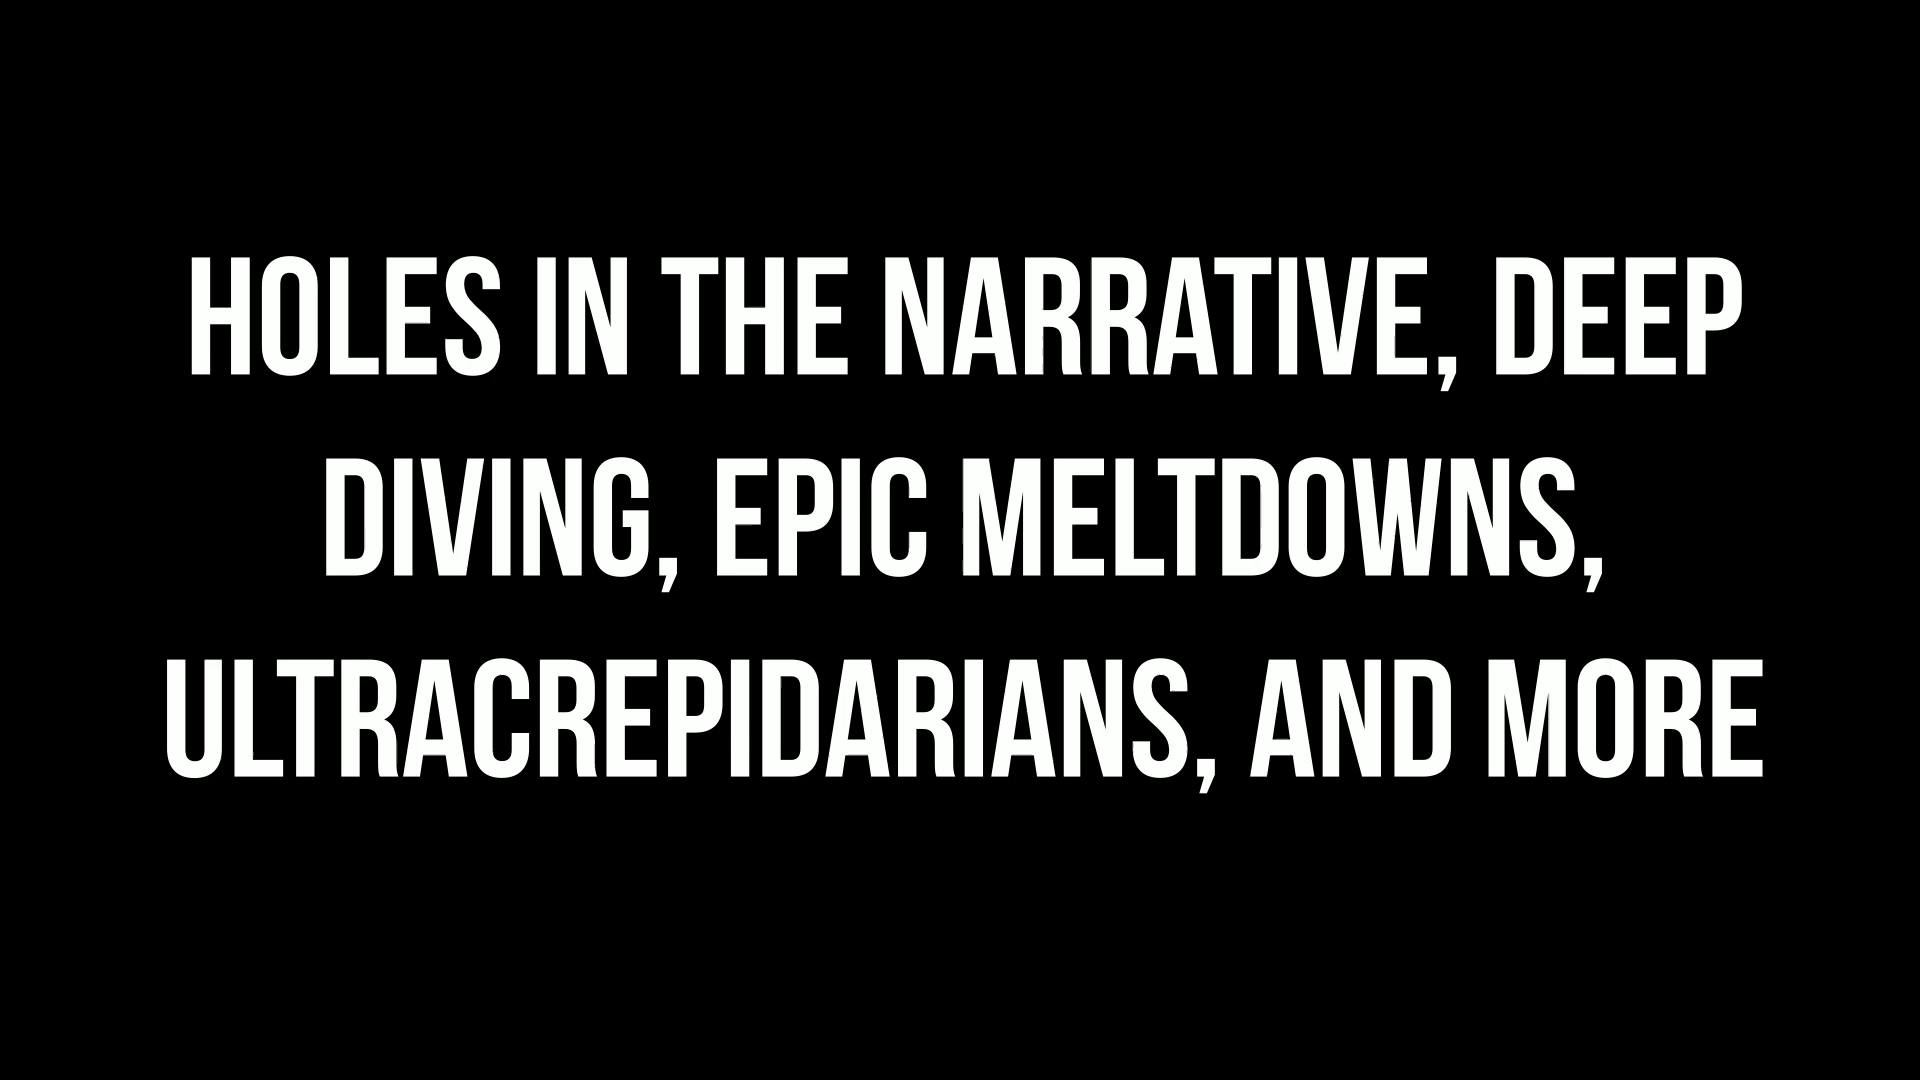 HOLES IN THE NARRATIVE, DEEP
DIVING, EPIC MELTDOWNS,
ULTRACREPIDARIANS, AND MORE